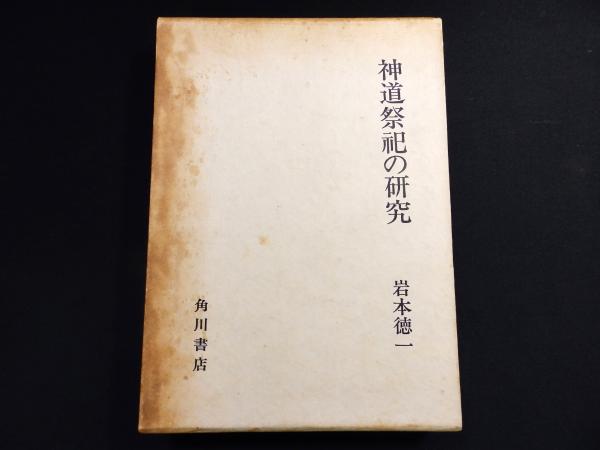 神道祭祀の研究
岩本徳一
角川書店